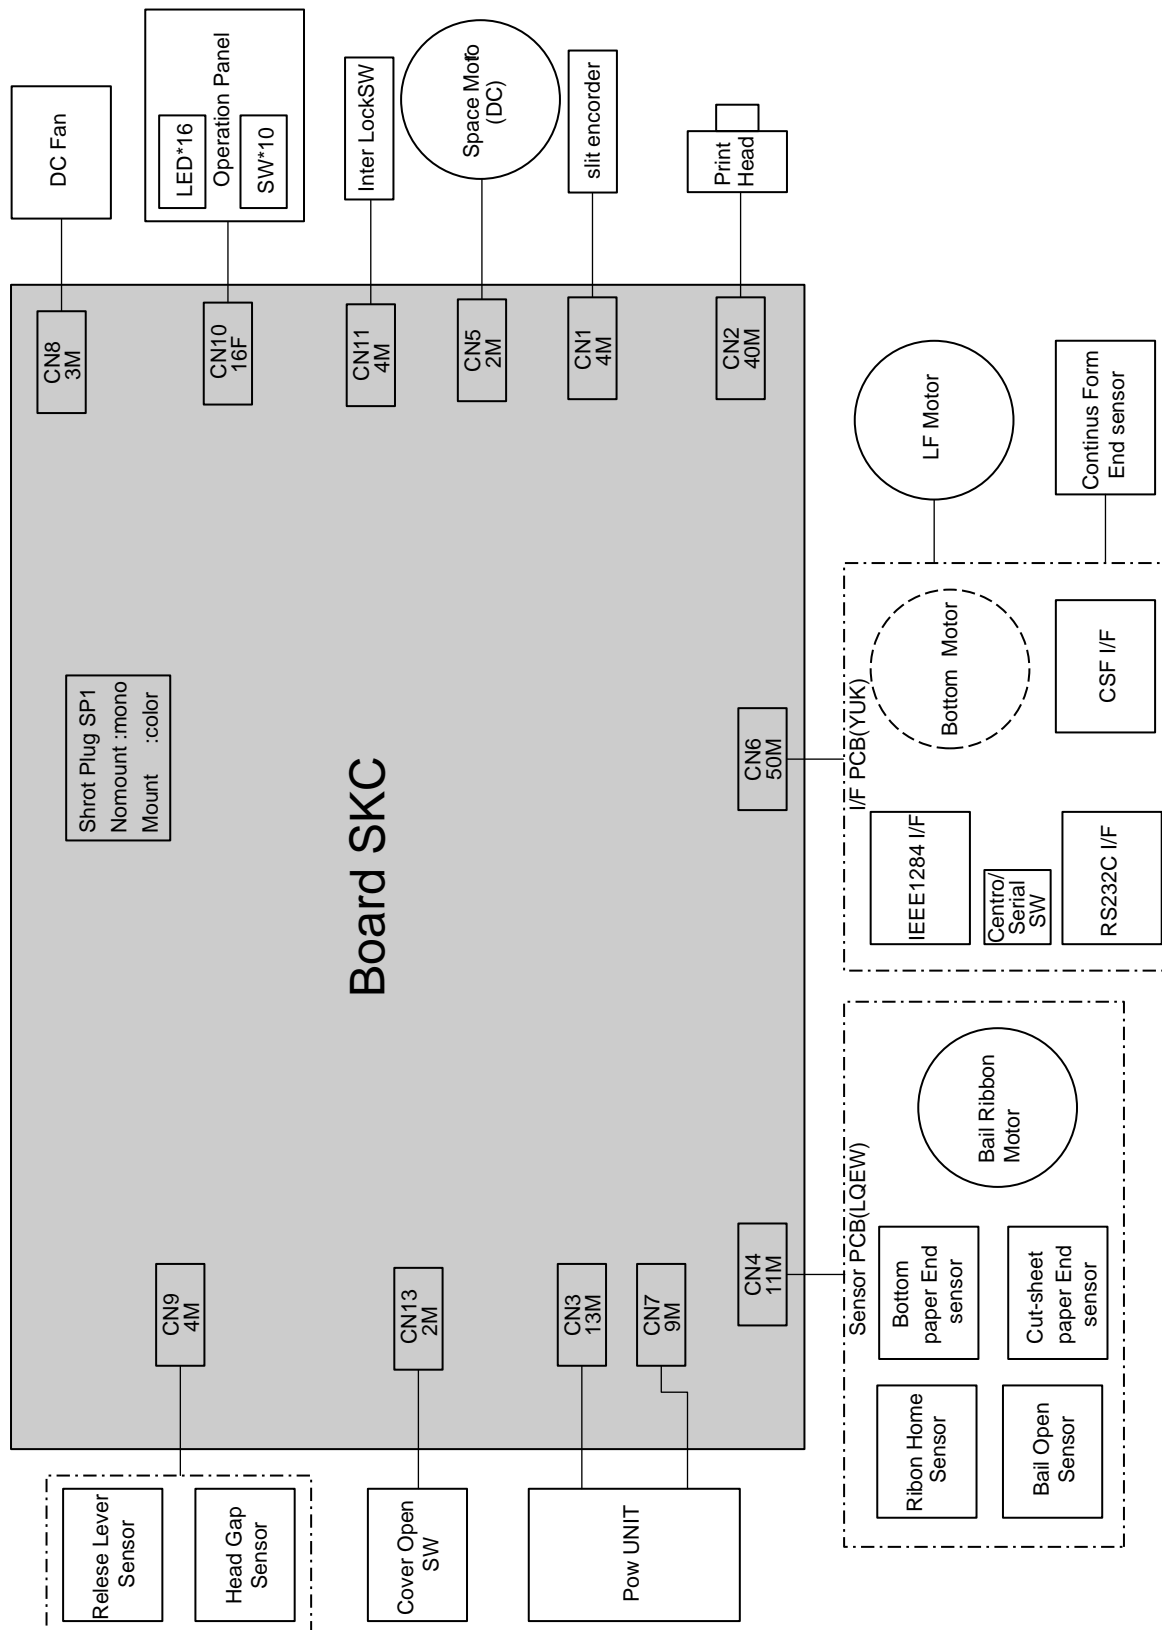 Relese Lever
Sensor
Head Gap
Sensor
Cover Open
SW
Pow UNIT
CN9
4M
CN13
2M
CN3
13M
CN7
9M
CN4
11M
Shrot Plug SP1
Nomount :mono
Mount :color
Board SKC
CN6
50M
CN8
3M
CN10
16F
CN11
4M
CN5
2M
CN1
4M
CN2
40M
DC Fan
LED*16
Operation Panel
SW*10
Inter LockSW
Space Moto
(DC)
slit encorder
Print
Head
Sensor PCB(LQEW)
Ribon Home
Sensor
Bail Open
Sensor
Bottom
paper End
sensor
Cut-sheet
paper End
sensor
Bail Ribbon
Motor
I/F PCB(YUK)
IEEE1284 I/F
Centro/
Serial
SW
RS232C I/F
Bottom Motor
CSF I/F
LF Motor
Continus Form
End sensor